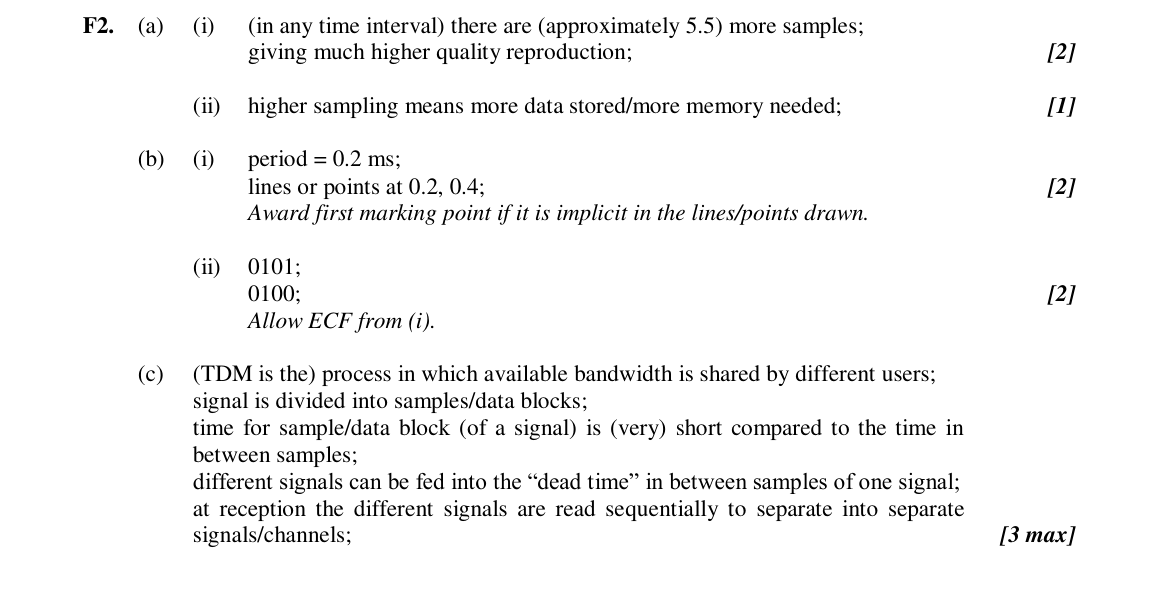 F2. (a) (i) (in any time interval) there are (approximately 5.5) more samples;
giving much higher quality reproduction; [2]
(ii) higher sampling means more data stored/more memory needed; [1]
(b) (i) period = 0.2 ms;
lines or points at 0.2, 0.4; [2]
Award first marking point if it is implicit in the lines/points drawn.
(ii) 0101;
0100; [2]
Allow ECF from (i).
(c) (TDM is the) process in which available bandwidth is shared by different users;
signal is divided into samples/data blocks;
time for sample/data block (of a signal) is (very) short compared to the time in
between samples;
different signals can be fed into the “dead time” in between samples of one signal;
at reception the different signals are read sequentially to separate into separate
signals/channels; [3 max]